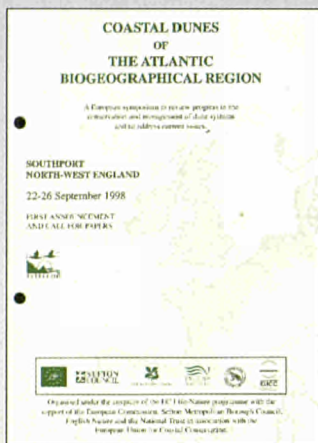 COASTAL DUNES
OF
THE ATLANTIC
BIOGEOGRAPHICAL REGION
A European symposium to review progress in the
conservation and management of dune systems
and to address current issues.
SOUTHPORT
NORTH-WEST ENGLAND
22-26 September 1998
FIRST ANNOUNCEMENT
AND CALL FOR PAPERS
SEFTON
COUNCIL
Organised under the auspices of the EC Life-Nature programme with the
support of the European Commission, Sefton Metropolitan Borough Council,
English Nature and the National Trust in association with the
European Union for Coastal Conservation.